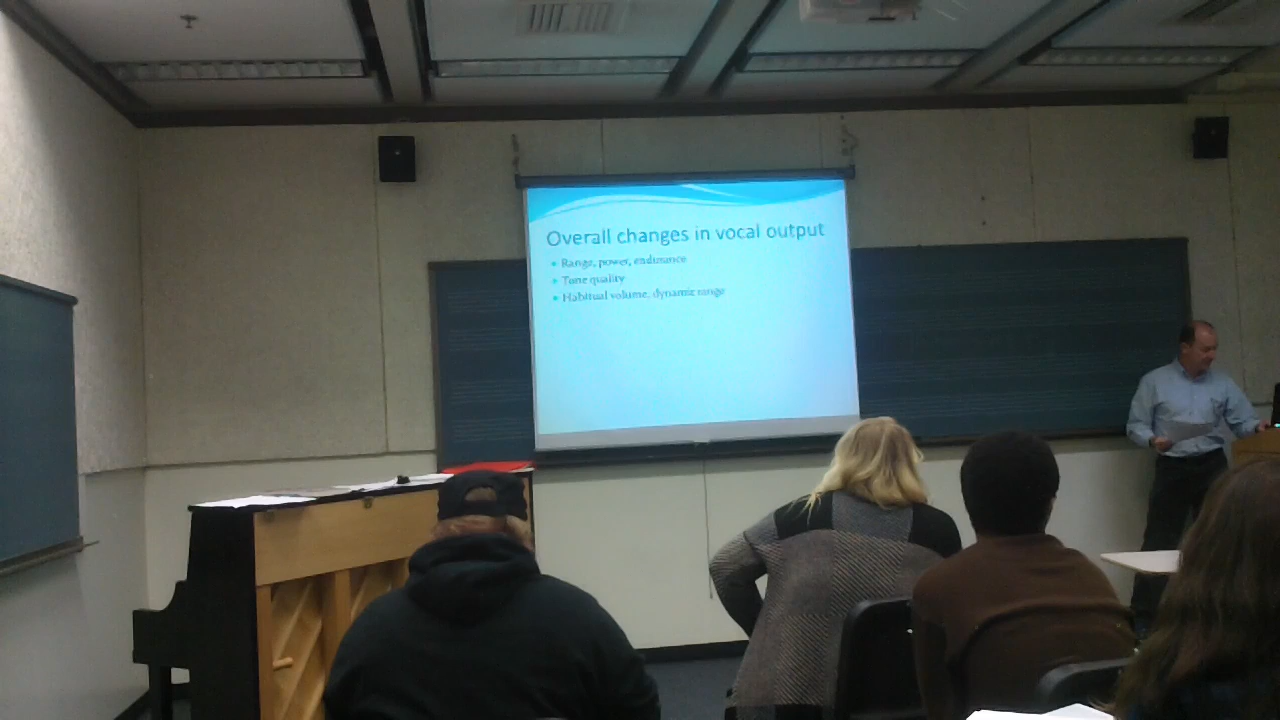 Overall changes in vocal output
Range, power, endurance
Tone quality
Habitual volume, dynamic range